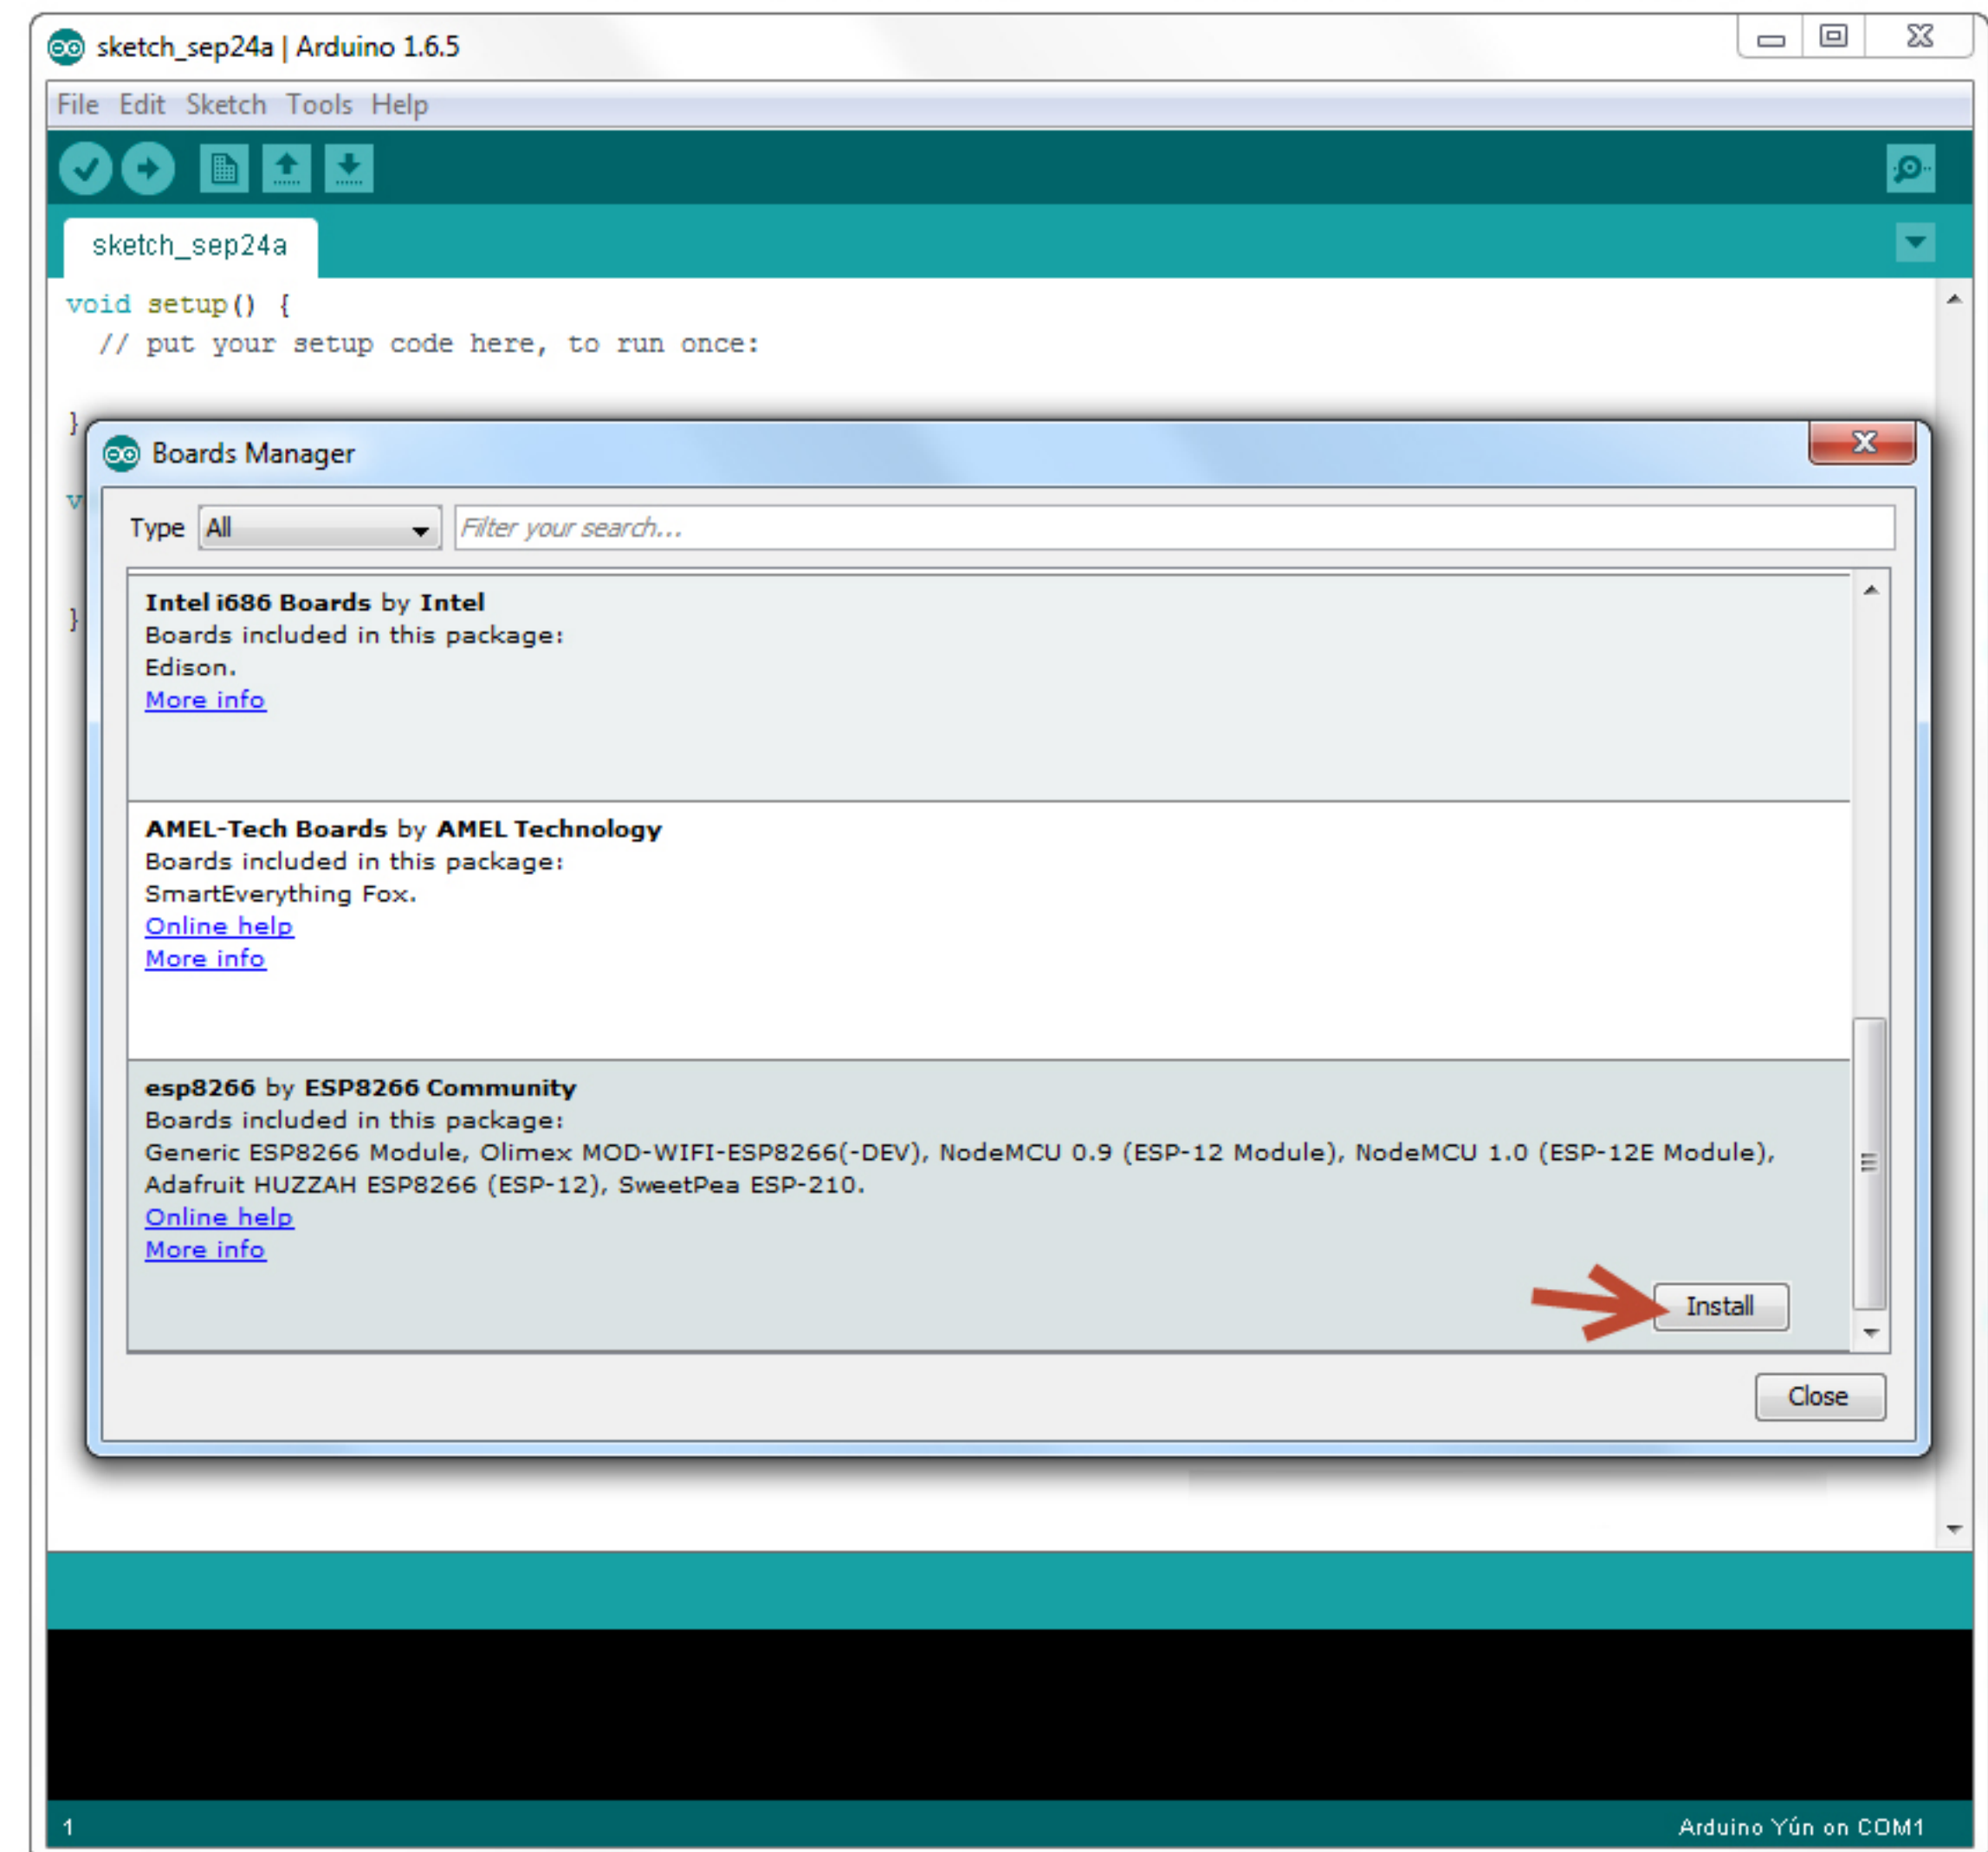 sketch_sep24a | Arduino 1.6.5
File Edit Sketch Tools Help
sketch_sep24a
void setup() {
// put your setup code here, to run once:
}
Boards Manager
v
Type All Filter your search...
Intel i686 Boards by Intel
}
Boards included in this package:
Edison.
More info
AMEL-Tech Boards by AMEL Technology
Boards included in this package:
SmartEverything Fox.
Online help
More info
esp8266 by ESP8266 Community
Boards included in this package:
Generic ESP8266 Module, Olimex MOD-WIFI-ESP8266(-DEV), NodeMCU 0.9 (ESP-12 Module), NodeMCU 1.0 (ESP-12E Module),
Adafruit HUZZAH ESP8266 (ESP-12), SweetPea ESP-210.
Online help
More info
Install
Close
1 Arduino Yún on COM1